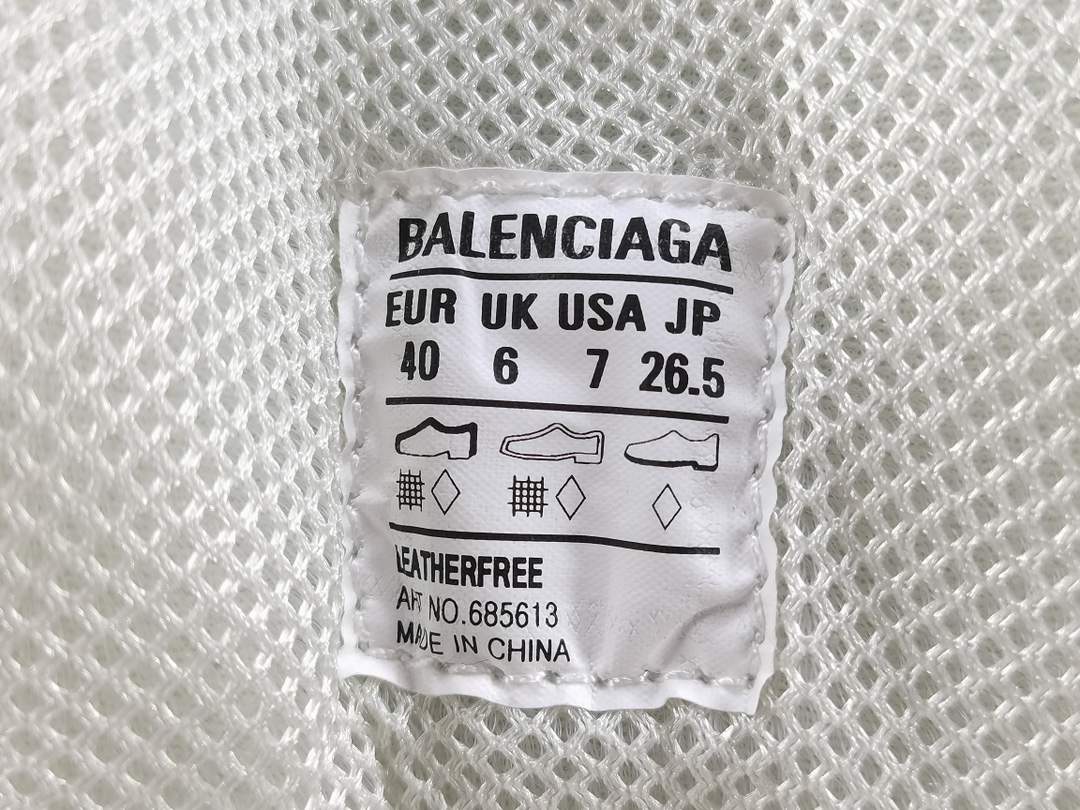 BALENCIAGA
EUR UK USA JP
40 6 7 26.5
LEATHERFREE
ART NO.685613
MADE IN CHINA